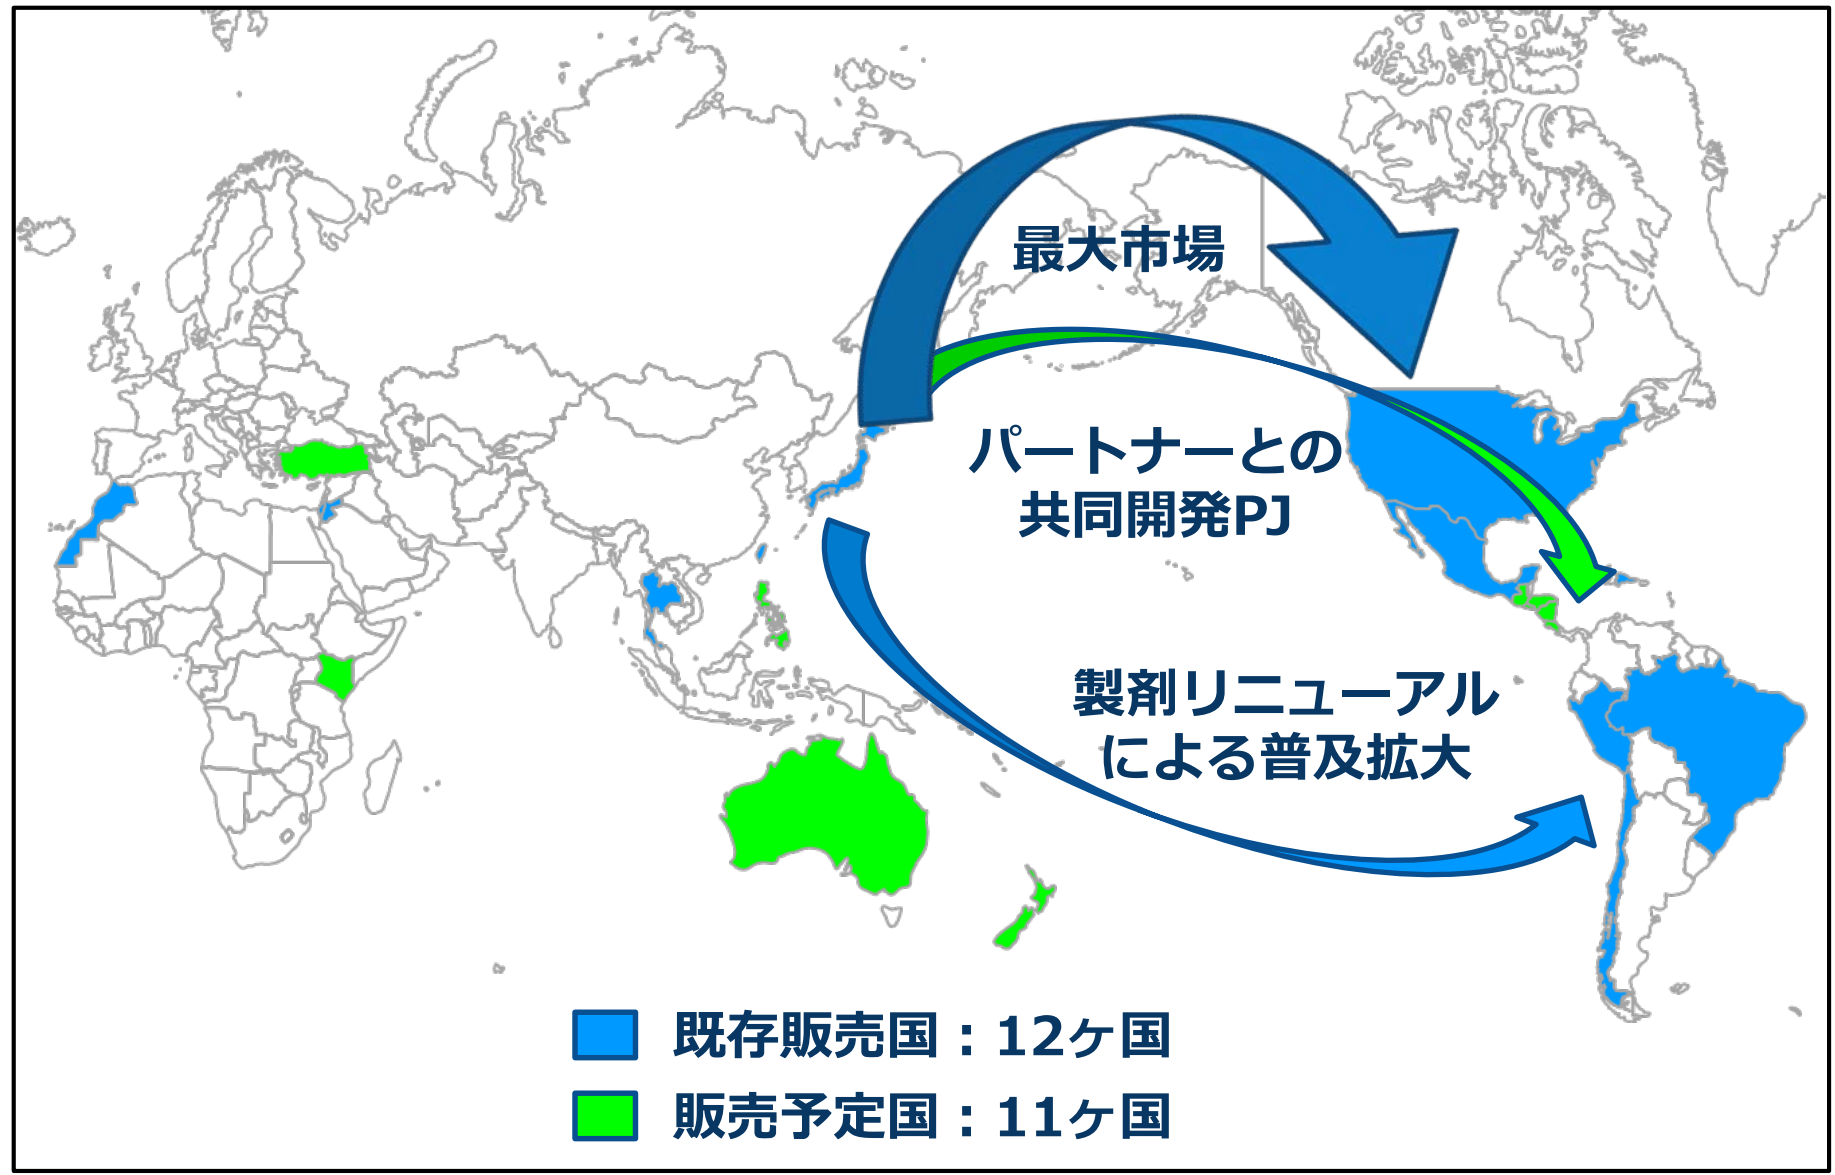 最大市場
パートナーとの
共同開発PJ
製剤リニューアル
による普及拡大
既存販売国：12ヶ国
販売予定国：11ヶ国